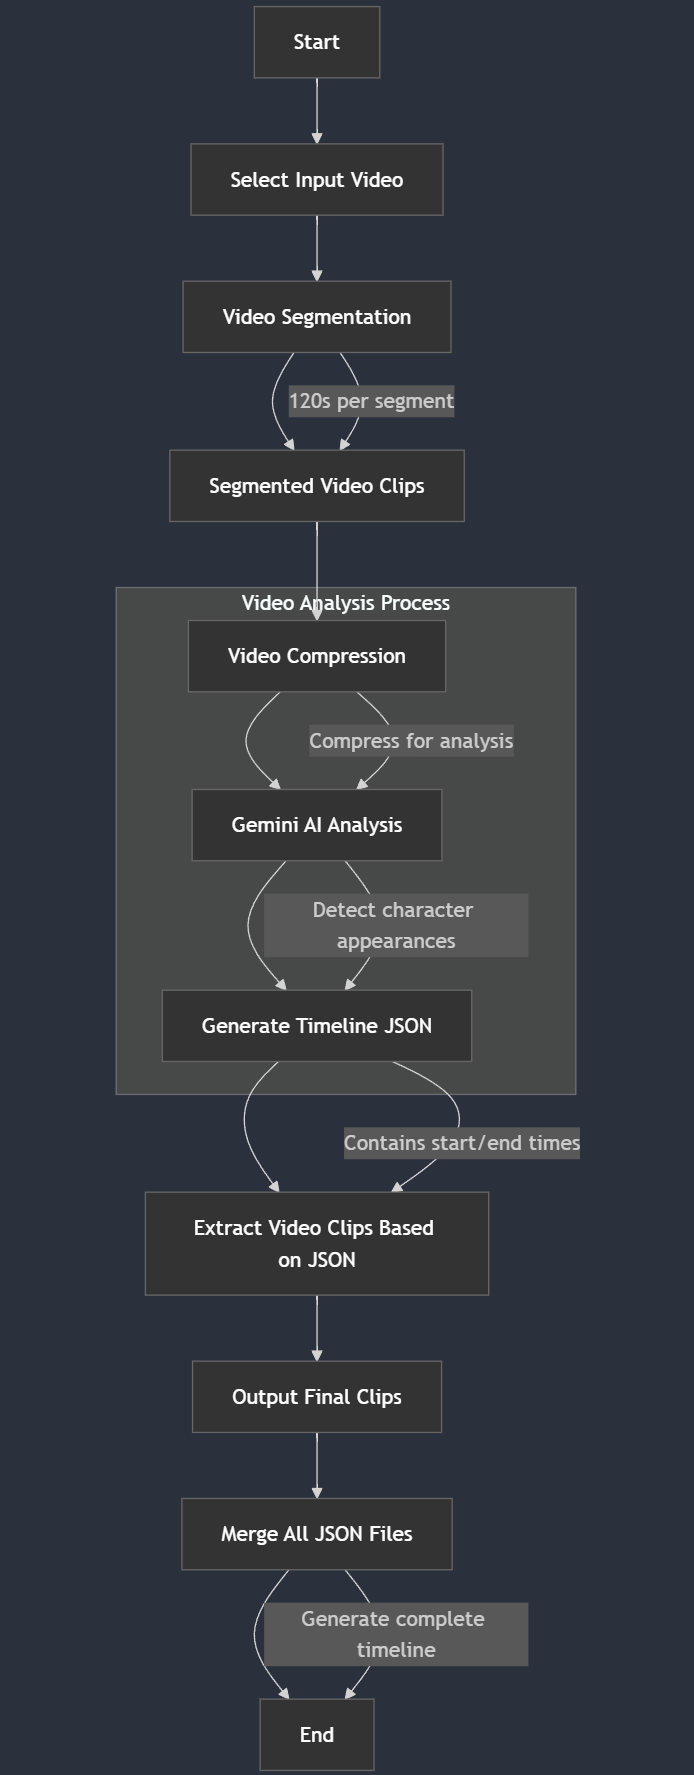 Start
Select Input Video
Video Segmentation
120s per segment
Segmented Video Clips
Video Analysis Process
Video Compression
Compress for analysis
Gemini AI Analysis
Detect character
appearances
Generate Timeline JSON
Contains start/end times
Extract Video Clips Based
on JSON
Output Final Clips
Merge All JSON Files
Generate complete
timeline
End